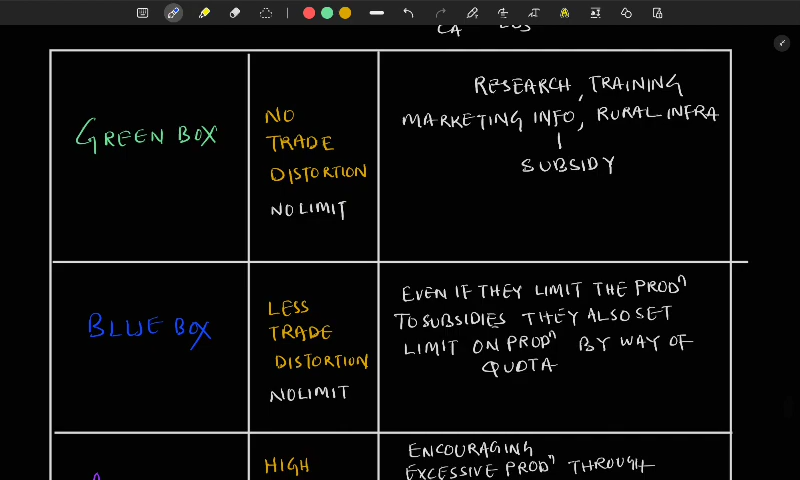 CA
GREEN BOX
NO
TRADE
DISTORTION
NO LIMIT
RESEARCH, TRAINING
MARKETING INFO, RURAL INFRA
SUBSIDY
BLUE BOX
LESS
TRADE
DISTORTION
NO LIMIT
EVEN IF THEY LIMIT THE PRODⁿ
TO SUBSIDIES THEY ALSO SET
LIMIT ON PRODⁿ BY WAY OF
QUOTA
HIGH
ENCOURAGING
EXCESSIVE PRODⁿ THROUGH